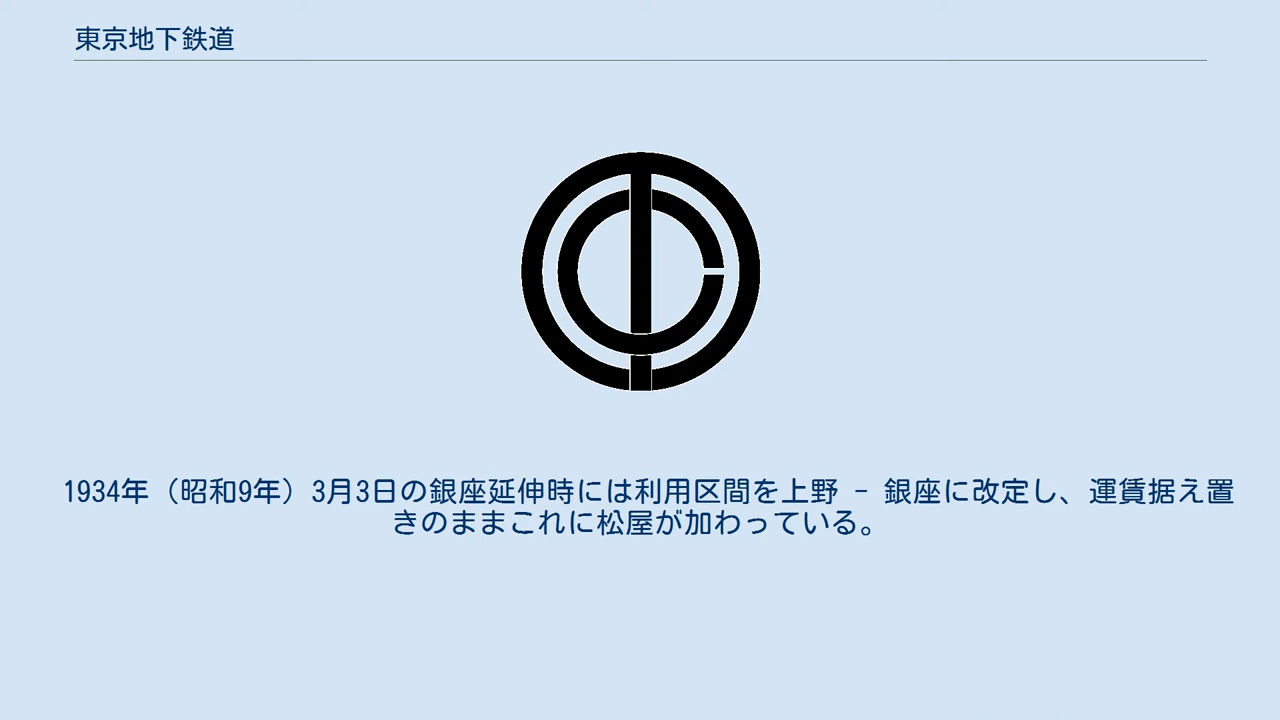 東京地下鉄道
1934年（昭和9年）3月3日の銀座延伸時には利用区間を上野 - 銀座に改定し、運賃据え置
きのままこれに松屋が加わっている。